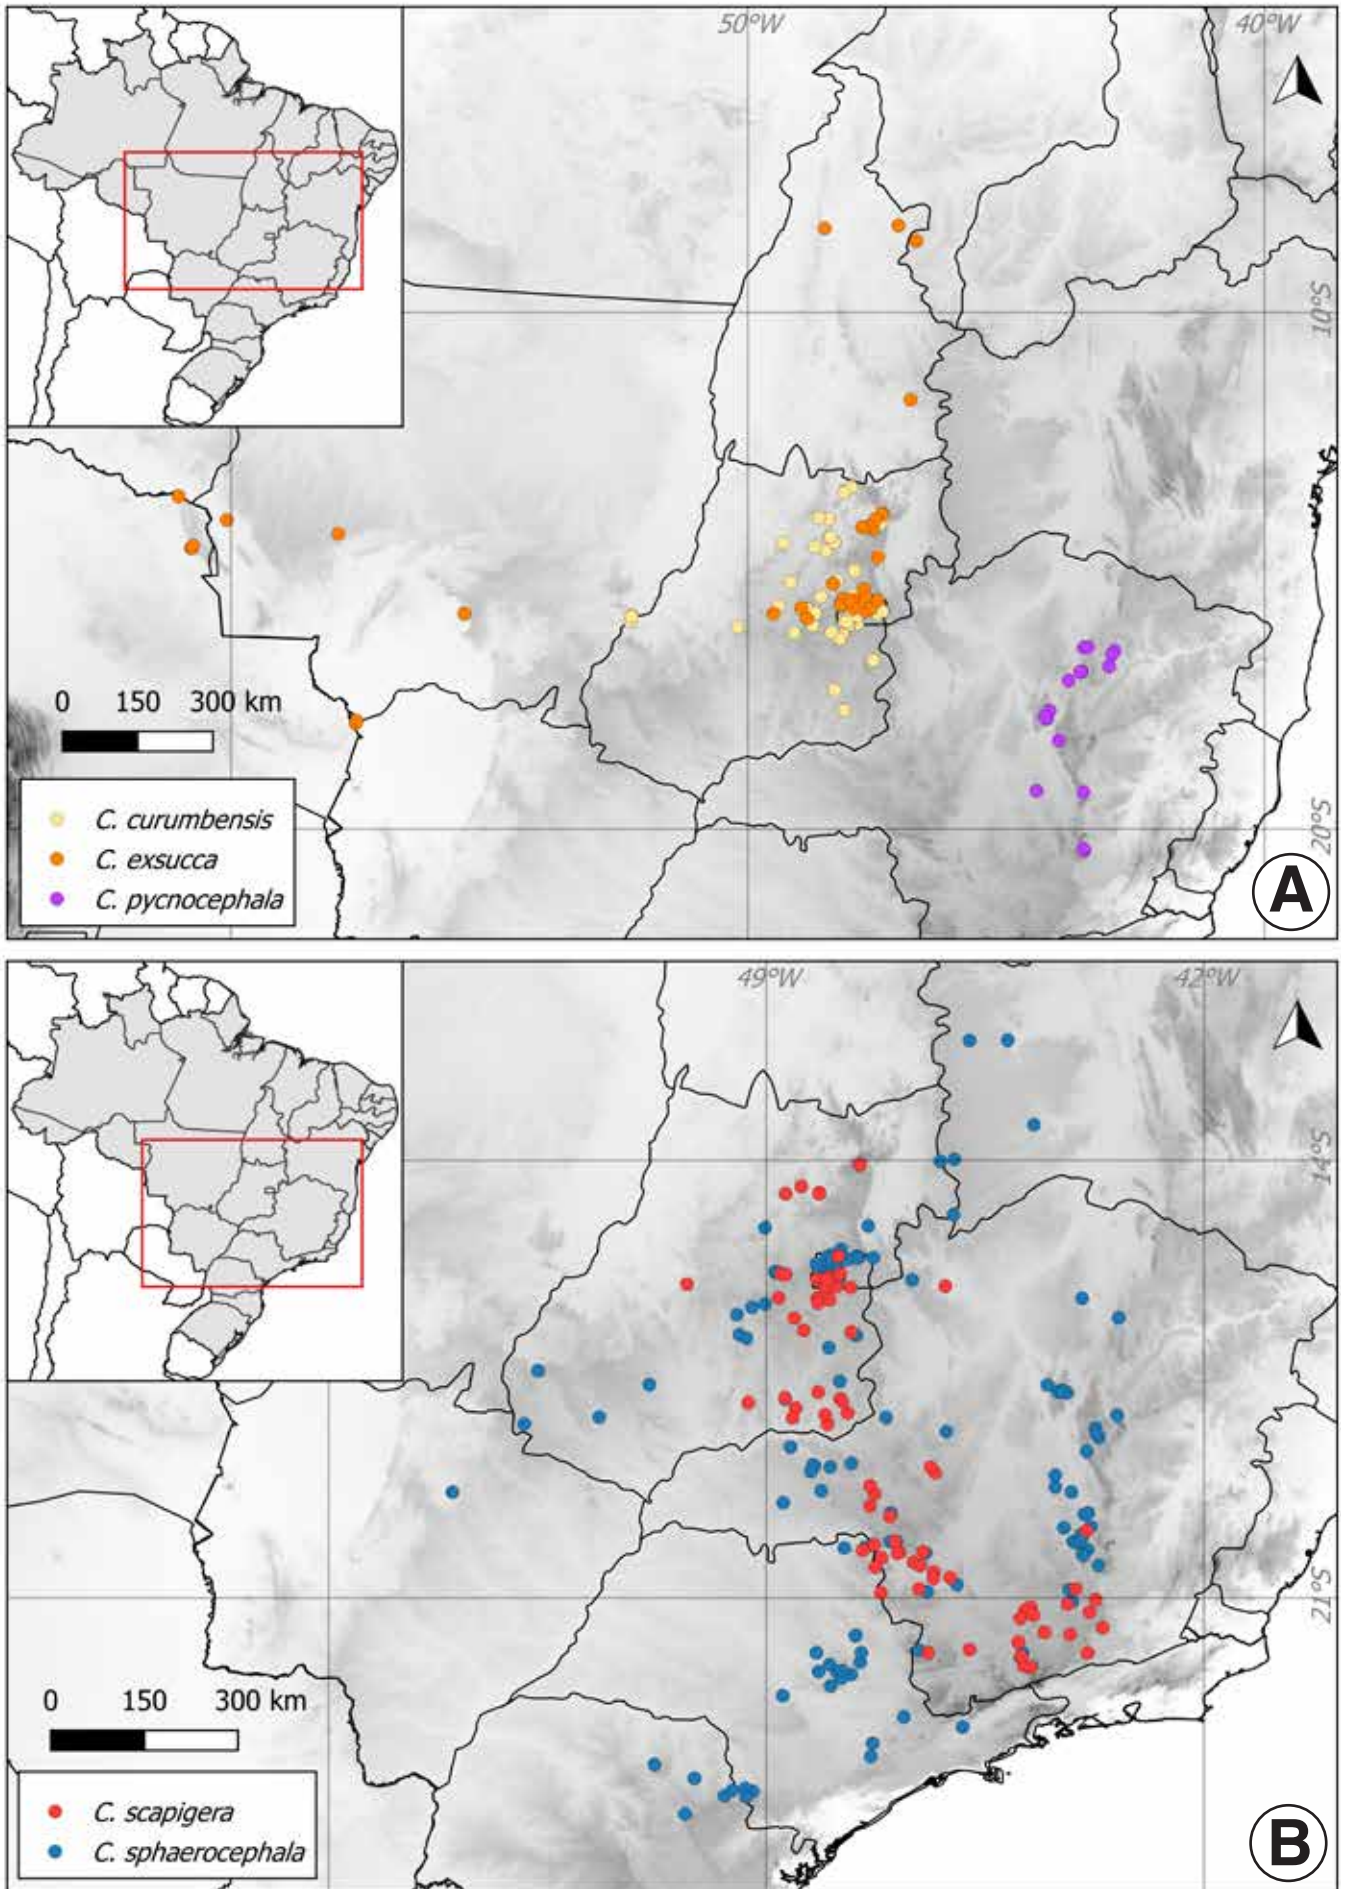 50°W
40°W
10°S
0 150 300 km
C. curumbensis
C. exsucca
C. pycnocephala
20°S
A
49°W
42°W
14°S
21°S
0 150 300 km
C. scapigera
C. sphaerocephala
B